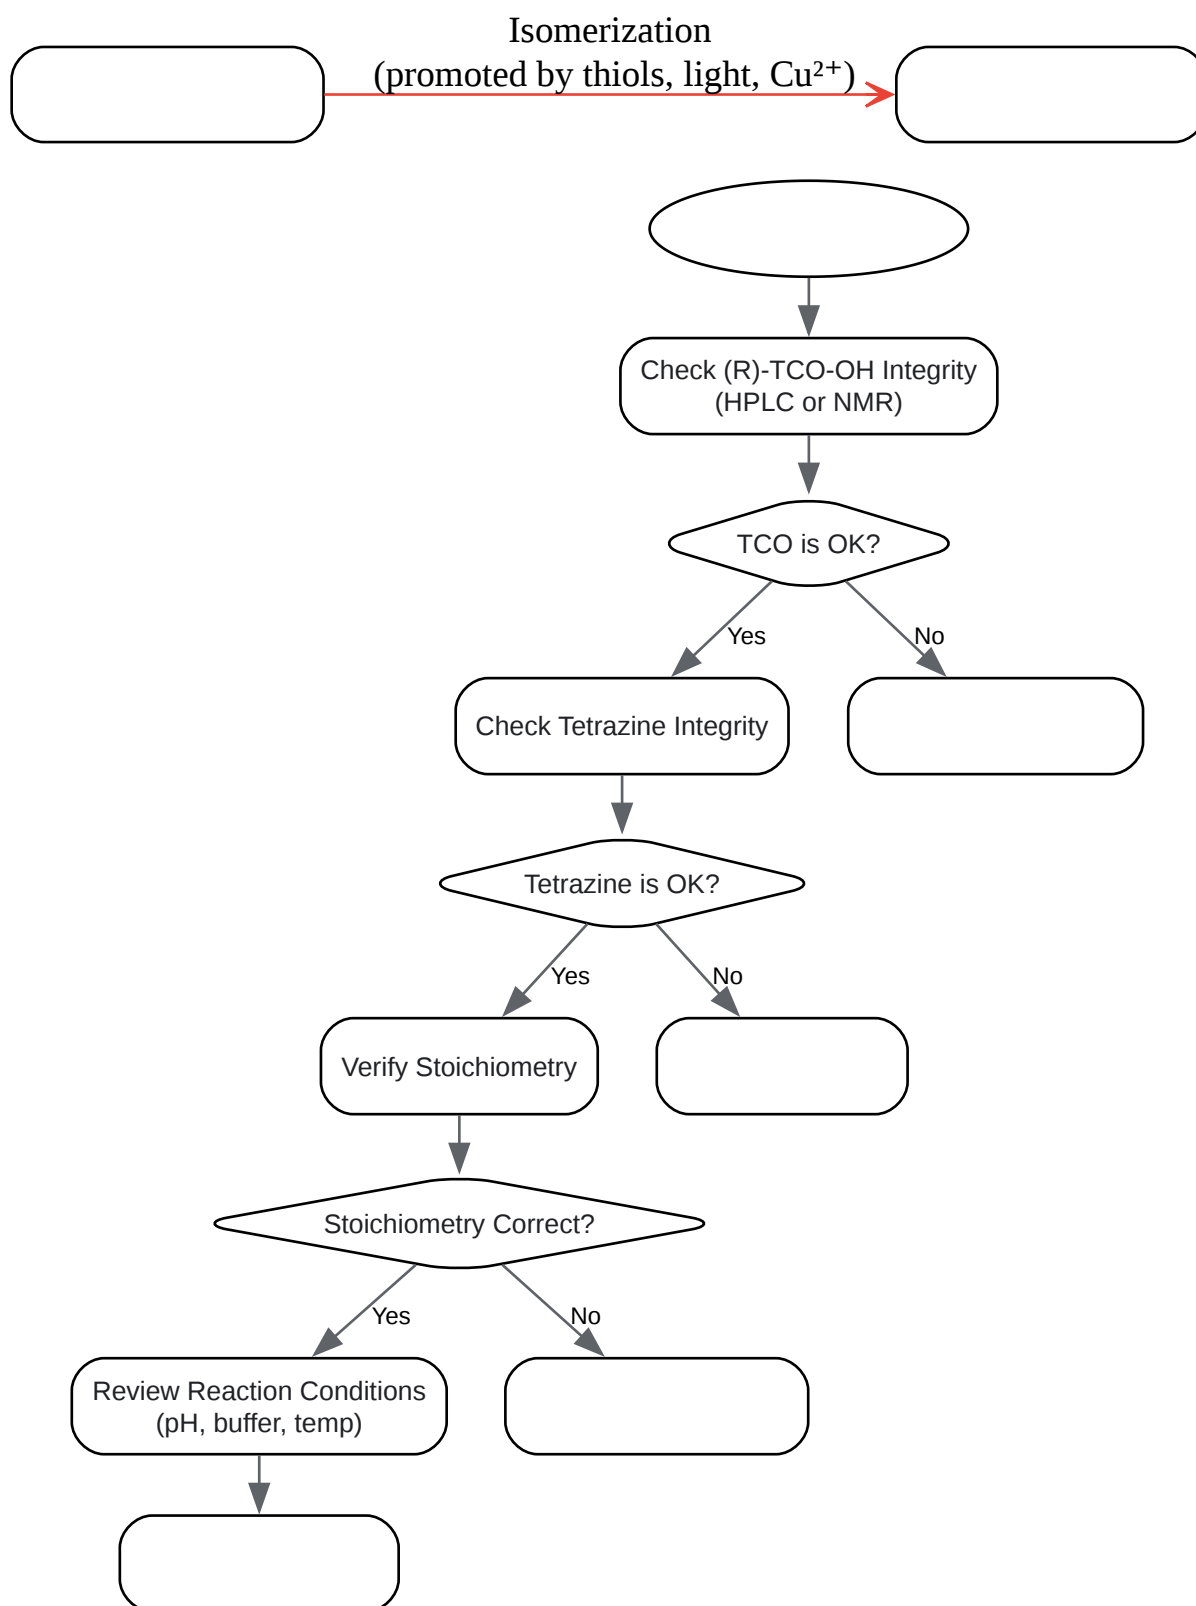 Isomerization
(promoted by thiols, light, Cu²⁺)
Check (R)-TCO-OH Integrity
(HPLC or NMR)
TCO is OK?
Yes
No
Check Tetrazine Integrity
Tetrazine is OK?
Yes
No
Verify Stoichiometry
Stoichiometry Correct?
Yes
No
Review Reaction Conditions
(pH, buffer, temp)